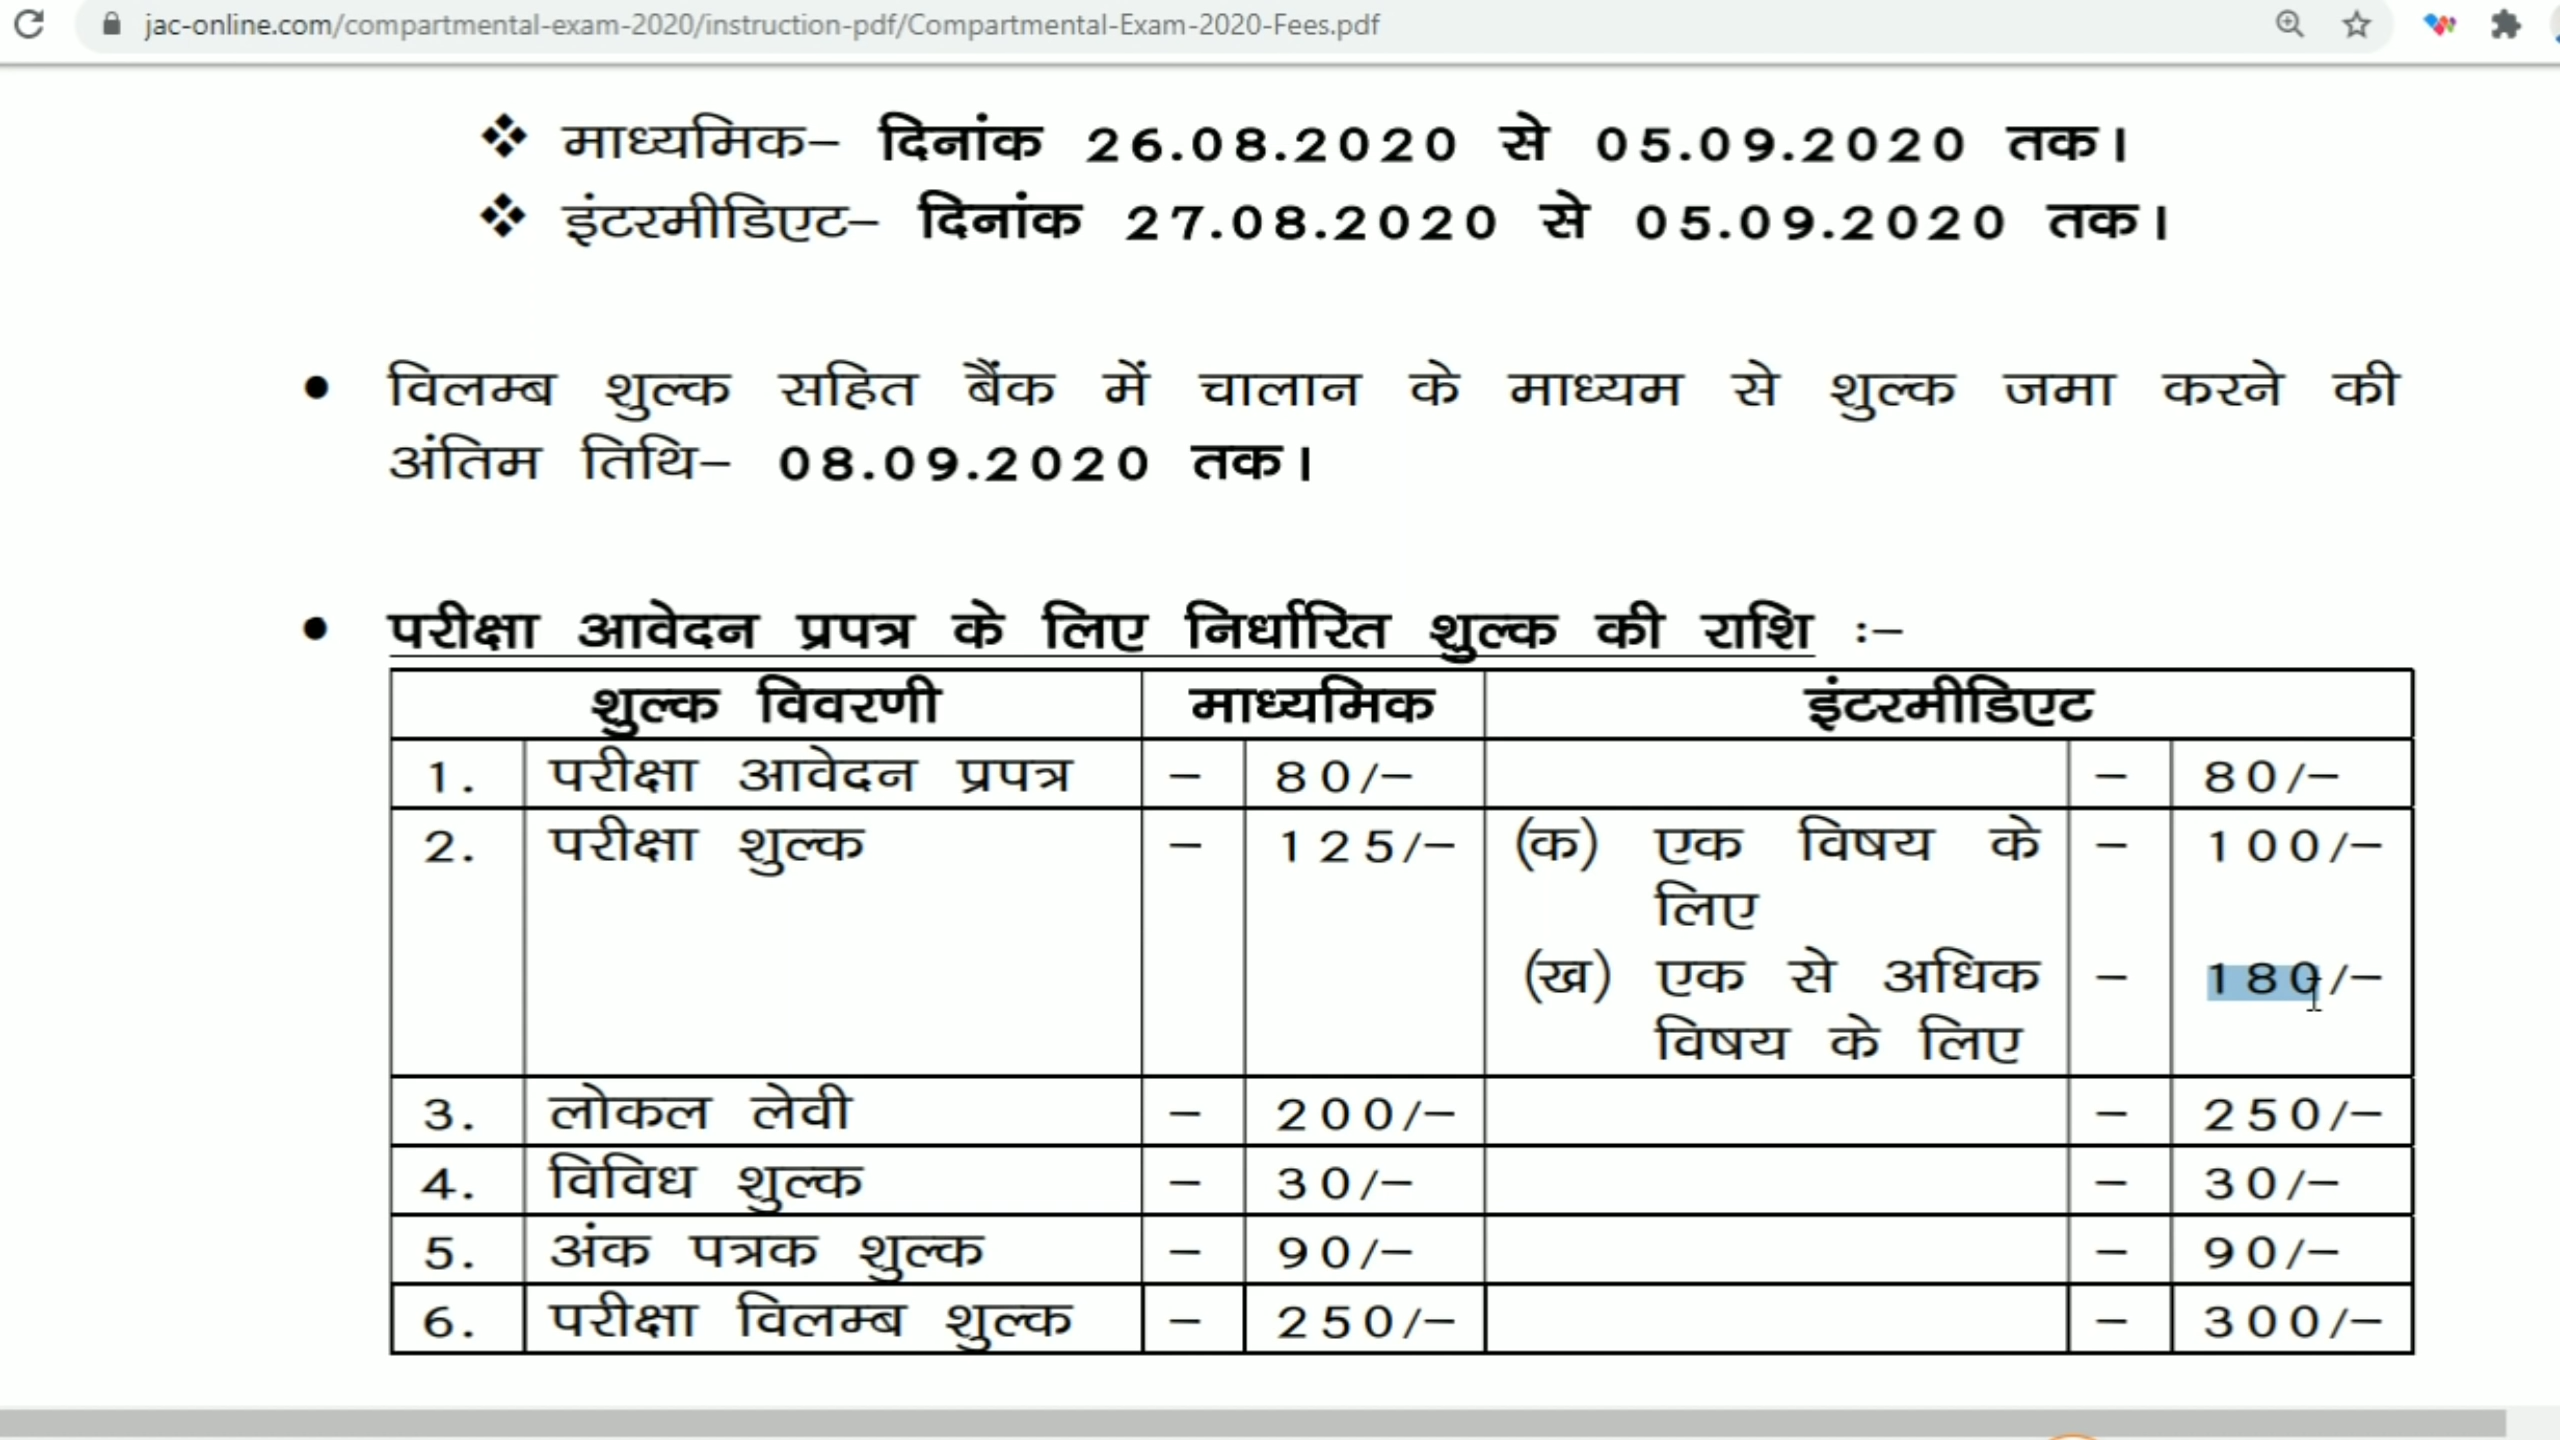 jac-online.com/compartmental-exam-2020/instruction-pdf/Compartmental-Exam-2020-Fees.pdf
❖ माध्यमिक– दिनांक 26.08.2020 से 05.09.2020 तक।
❖ इंटरमीडिएट– दिनांक 27.08.2020 से 05.09.2020 तक।
• विलम्ब शुल्क सहित बैंक में चालान के माध्यम से शुल्क जमा करने की
अंतिम तिथि– 08.09.2020 तक।
• परीक्षा आवेदन प्रपत्र के लिए निर्धारित शुल्क की राशि :–
शुल्क विवरणी माध्यमिक इंटरमीडिएट
1. परीक्षा आवेदन प्रपत्र – 80/– – 80/–
2. परीक्षा शुल्क – 125/– (क) एक विषय के – 100/–
लिए
(ख) एक से अधिक – 180/–
विषय के लिए
3. लोकल लेवी – 200/– – 250/–
4. विविध शुल्क – 30/– – 30/–
5. अंक पत्रक शुल्क – 90/– – 90/–
6. परीक्षा विलम्ब शुल्क – 250/– – 300/–